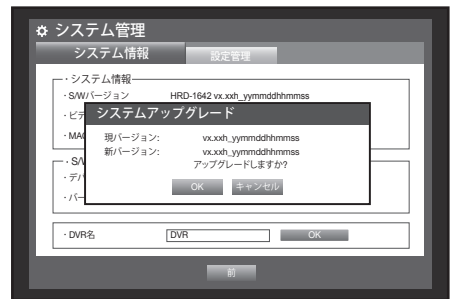 システム管理
システム情報 設定管理
・システム情報
・S/Wバージョン HRD-1642 vx.xxh_yymmddhhmmss
・ビデ
・MAC
システムアップグレード
現バージョン: vx.xxh_yymmddhhmmss
新バージョン: vx.xxh_yymmddhhmmss
アップグレードしますか?
OK キャンセル
・S/
・デバ
・バー
・DVR名 DVR OK
前